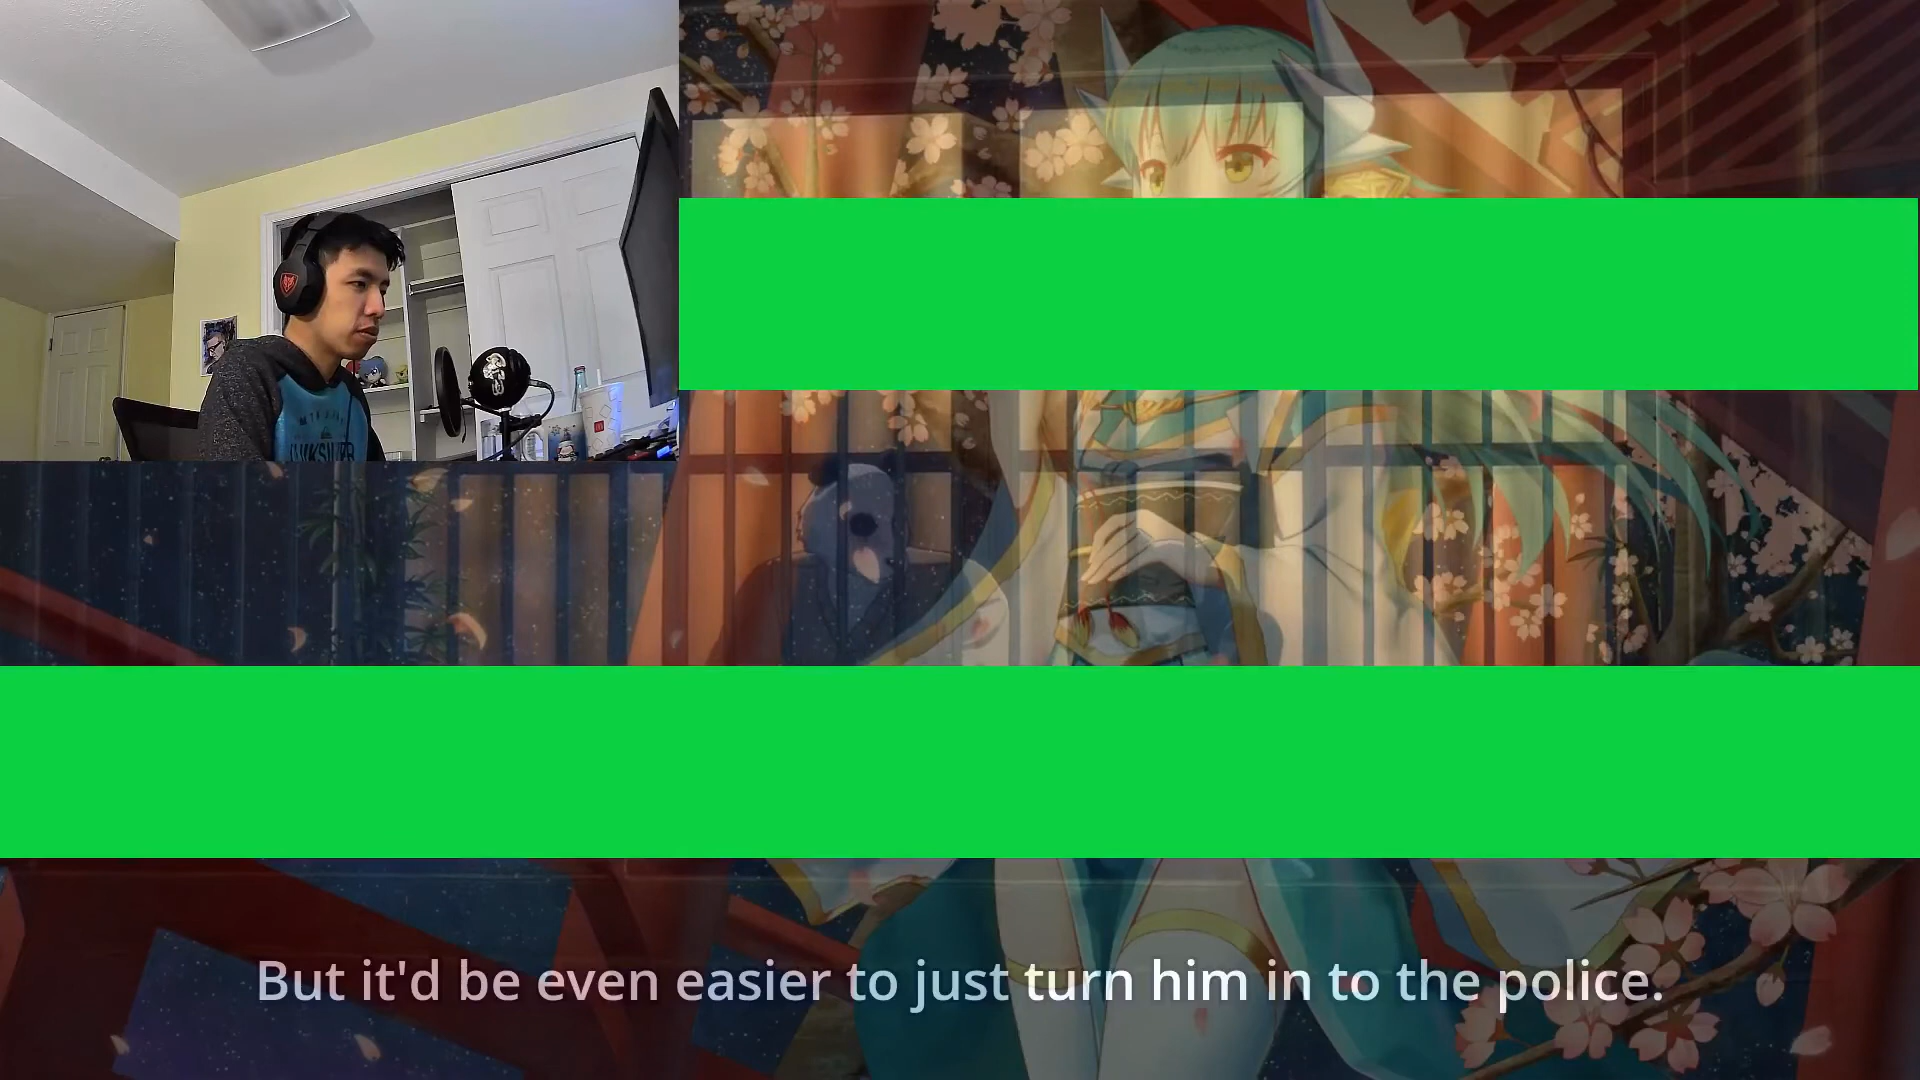 But it'd be even easier to just turn him in to the police.